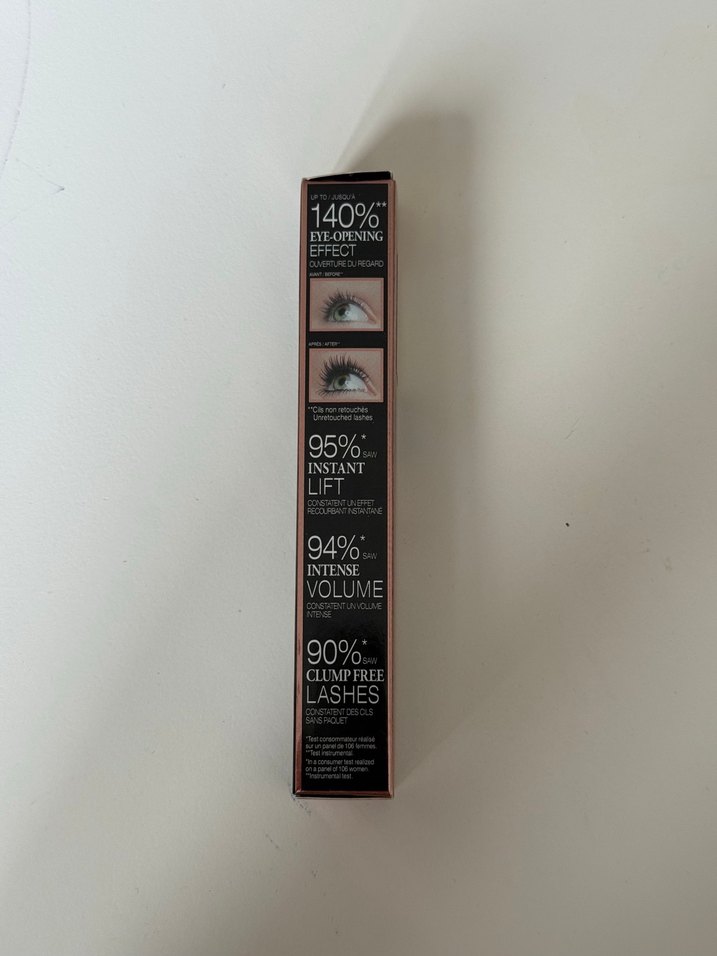 UP TO / JUSQU'À
140%**
EYE-OPENING
EFFECT
OUVERTURE DU REGARD
AVANT / BEFORE**
APRÈS / AFTER**
**Cils non retouchés
Unretouched lashes
95%* SAW
INSTANT
LIFT
CONSTATENT UN EFFET
RECOURBANT INSTANTANÉ
94%* SAW
INTENSE
VOLUME
CONSTATENT UN VOLUME
INTENSE
90%* SAW
CLUMP FREE
LASHES
CONSTATENT DES CILS
SANS PAQUET
*Test consommateur réalisé
sur un panel de 106 femmes.
**Test instrumental.
*In a consumer test realized
on a panel of 106 women.
**Instrumental test.